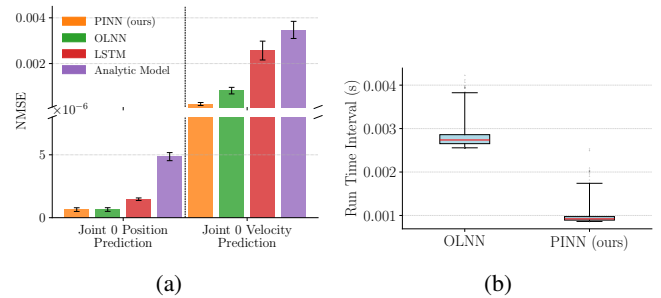 0.004
0.002
PINN (ours)
OLNN
LSTM
Analytic Model
×10⁻⁶
NMSE
5
0
Joint 0 Position
Prediction
Joint 0 Velocity
Prediction
(a)
Run Time Interval (s)
0.004
0.003
0.002
0.001
OLNN
PINN (ours)
(b)